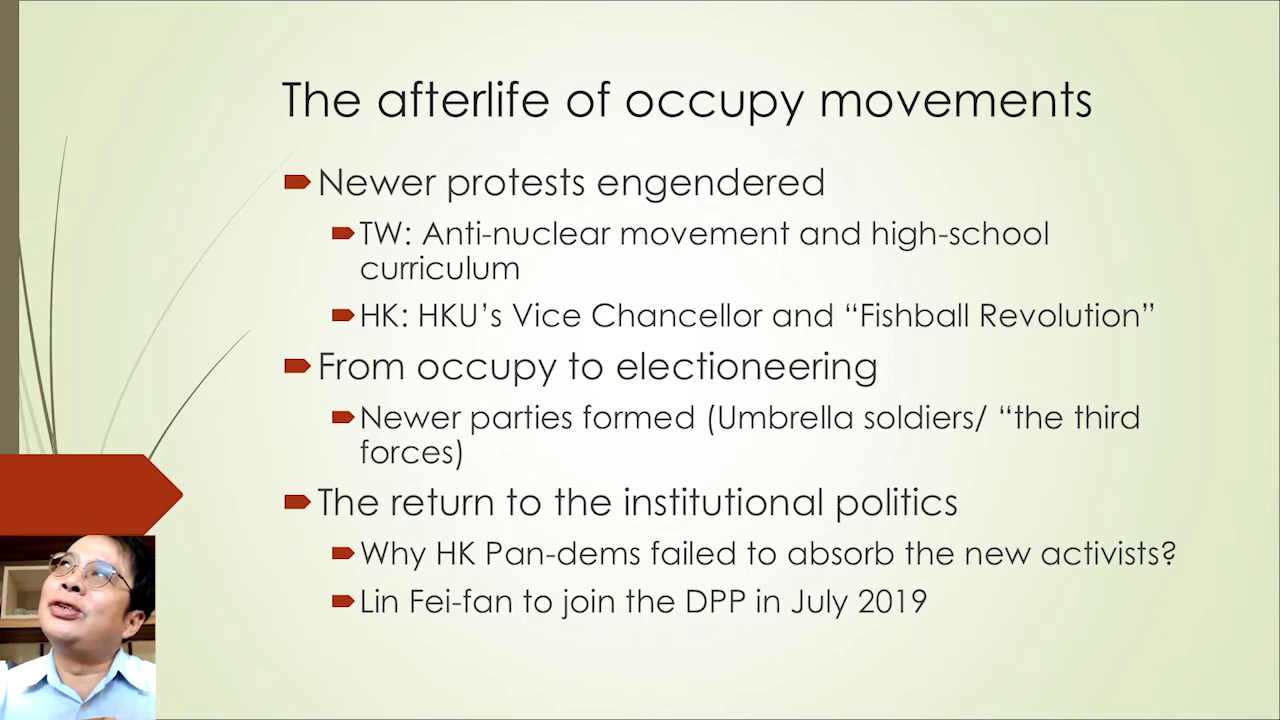 The afterlife of occupy movements
Newer protests engendered
TW: Anti-nuclear movement and high-school
curriculum
HK: HKU’s Vice Chancellor and “Fishball Revolution”
From occupy to electioneering
Newer parties formed (Umbrella soldiers/ “the third
forces)
The return to the institutional politics
Why HK Pan-dems failed to absorb the new activists?
Lin Fei-fan to join the DPP in July 2019